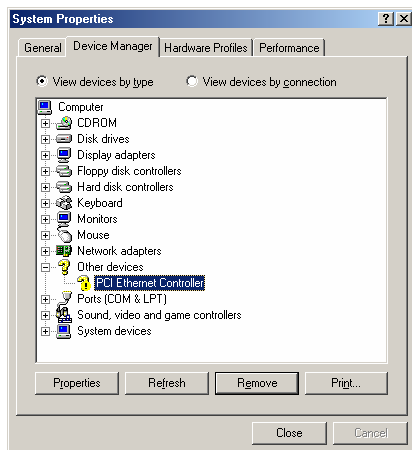 System Properties
General Device Manager Hardware Profiles Performance
View devices by type View devices by connection
Computer
CDROM
Disk drives
Display adapters
Floppy disk controllers
Hard disk controllers
Keyboard
Monitors
Mouse
Network adapters
Other devices
PCI Ethernet Controller
Ports (COM & LPT)
Sound, video and game controllers
System devices
Properties Refresh Remove Print...
Close Cancel